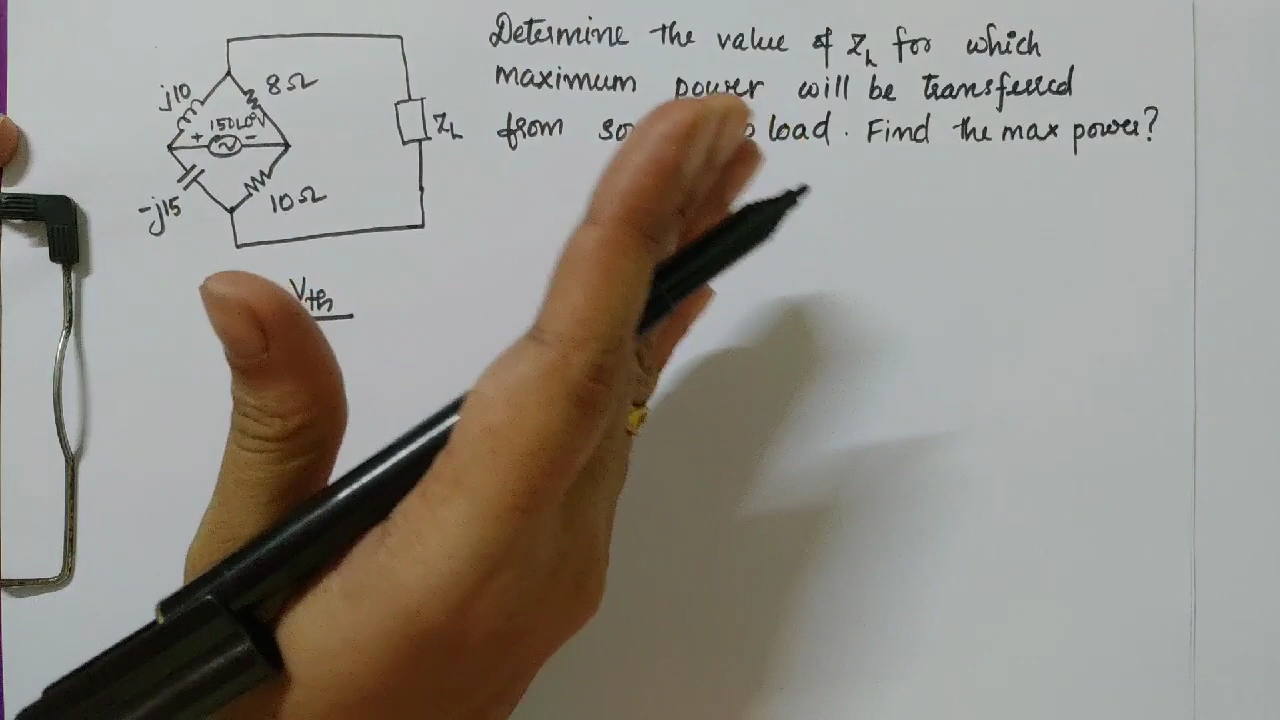 Determine the value of ZL for which
maximum power will be transferred
from load. Find the max power?
j10
8Ω
150∠0°V
+ -
ZL
-j15
10Ω
Vth